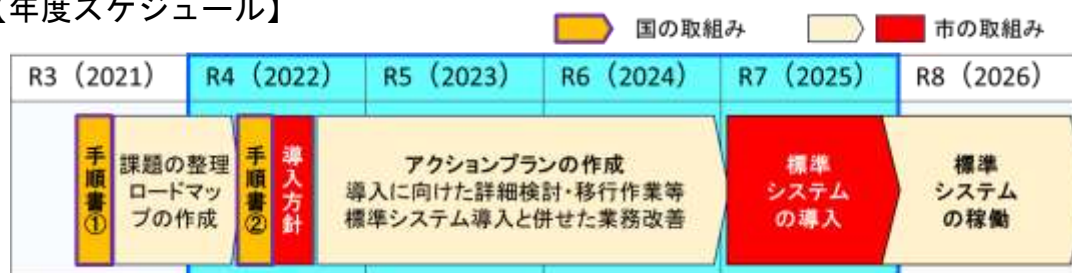 【年度スケジュール】
国の取組み
市の取組み
R3（2021）
R4（2022）
R5（2023）
R6（2024）
R7（2025）
R8（2026）
手順書①
課題の整理
ロードマッ
プの作成
手順書②
導入方針
アクションプランの作成
導入に向けた詳細検討・移行作業等
標準システム導入と併せた業務改善
標準
システム
の導入
標準
システム
の稼働